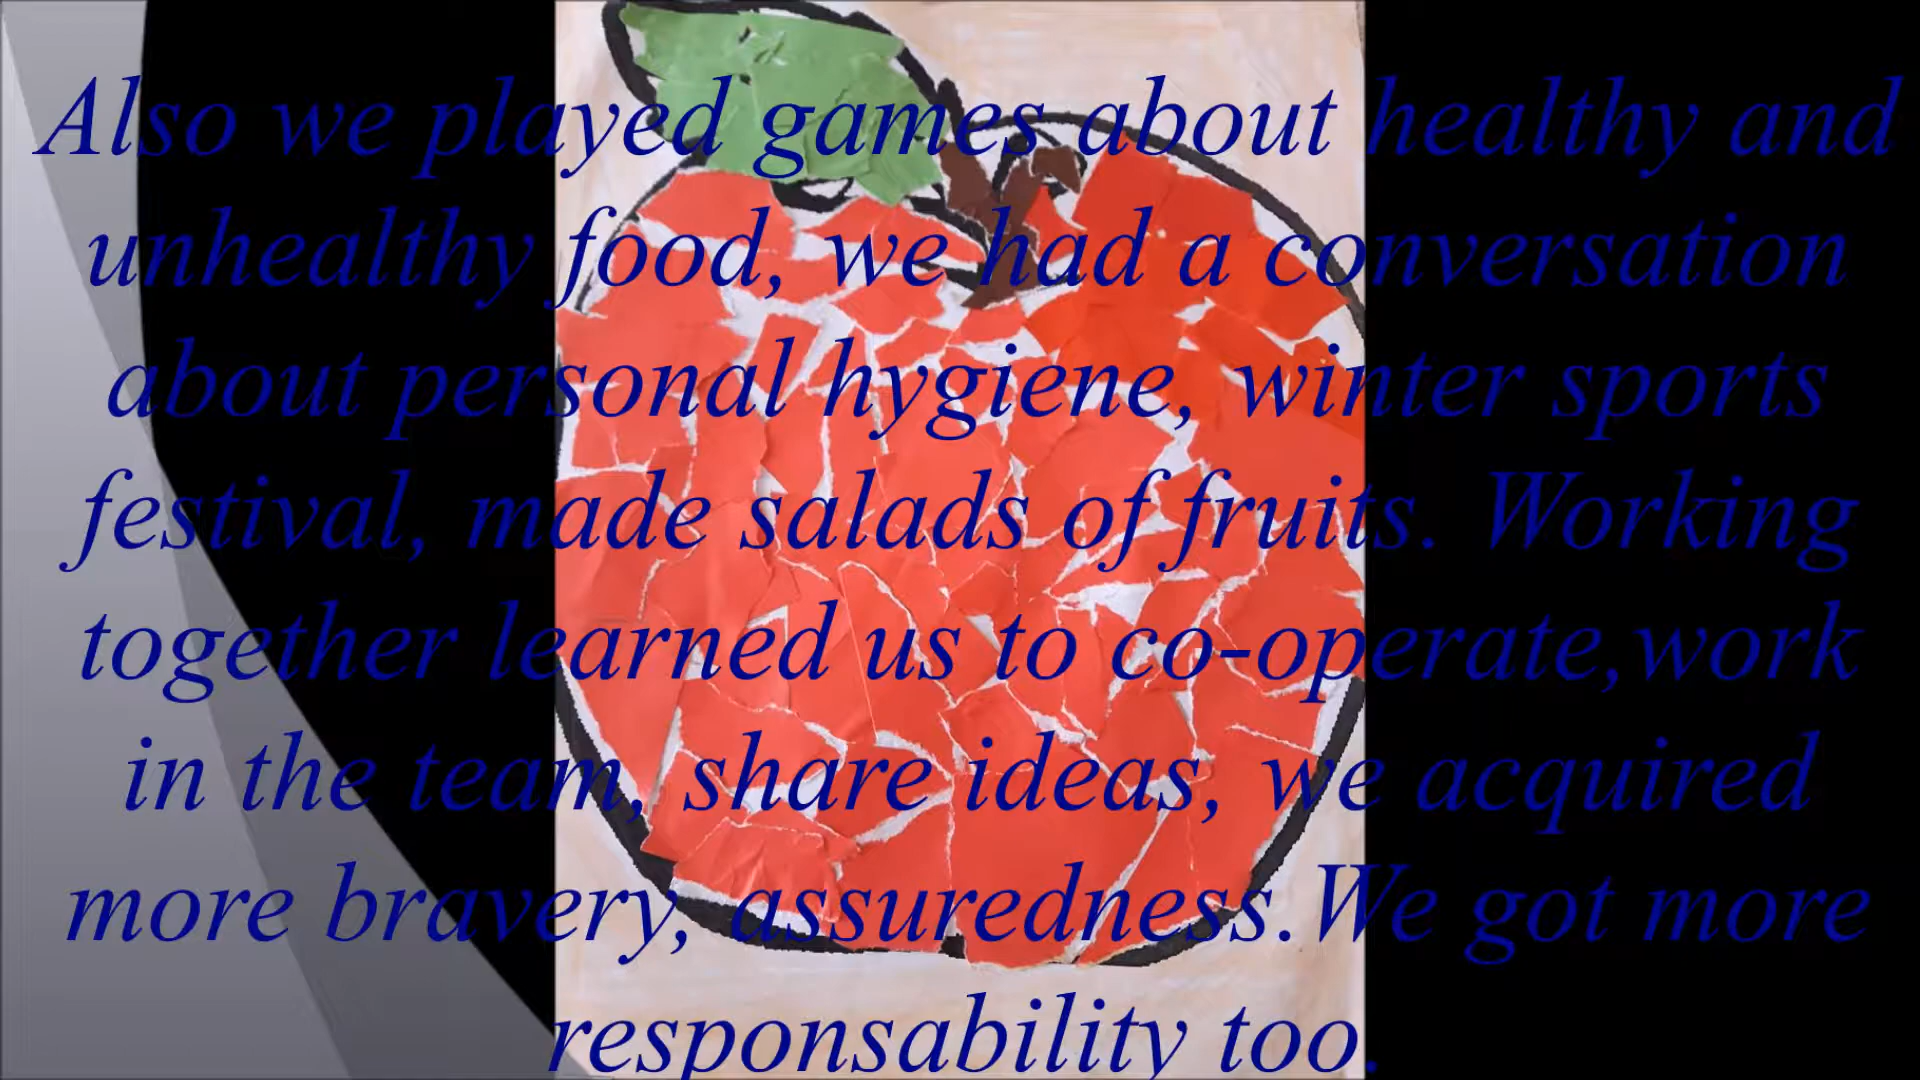 Also we played games about healthy and
unhealthy food, we had a conversation
about personal hygiene, winter sports
festival, made salads of fruits. Working
together learned us to co-operate,work
in the team, share ideas, we acquired
more bravery, assuredness.We got more
responsability too.